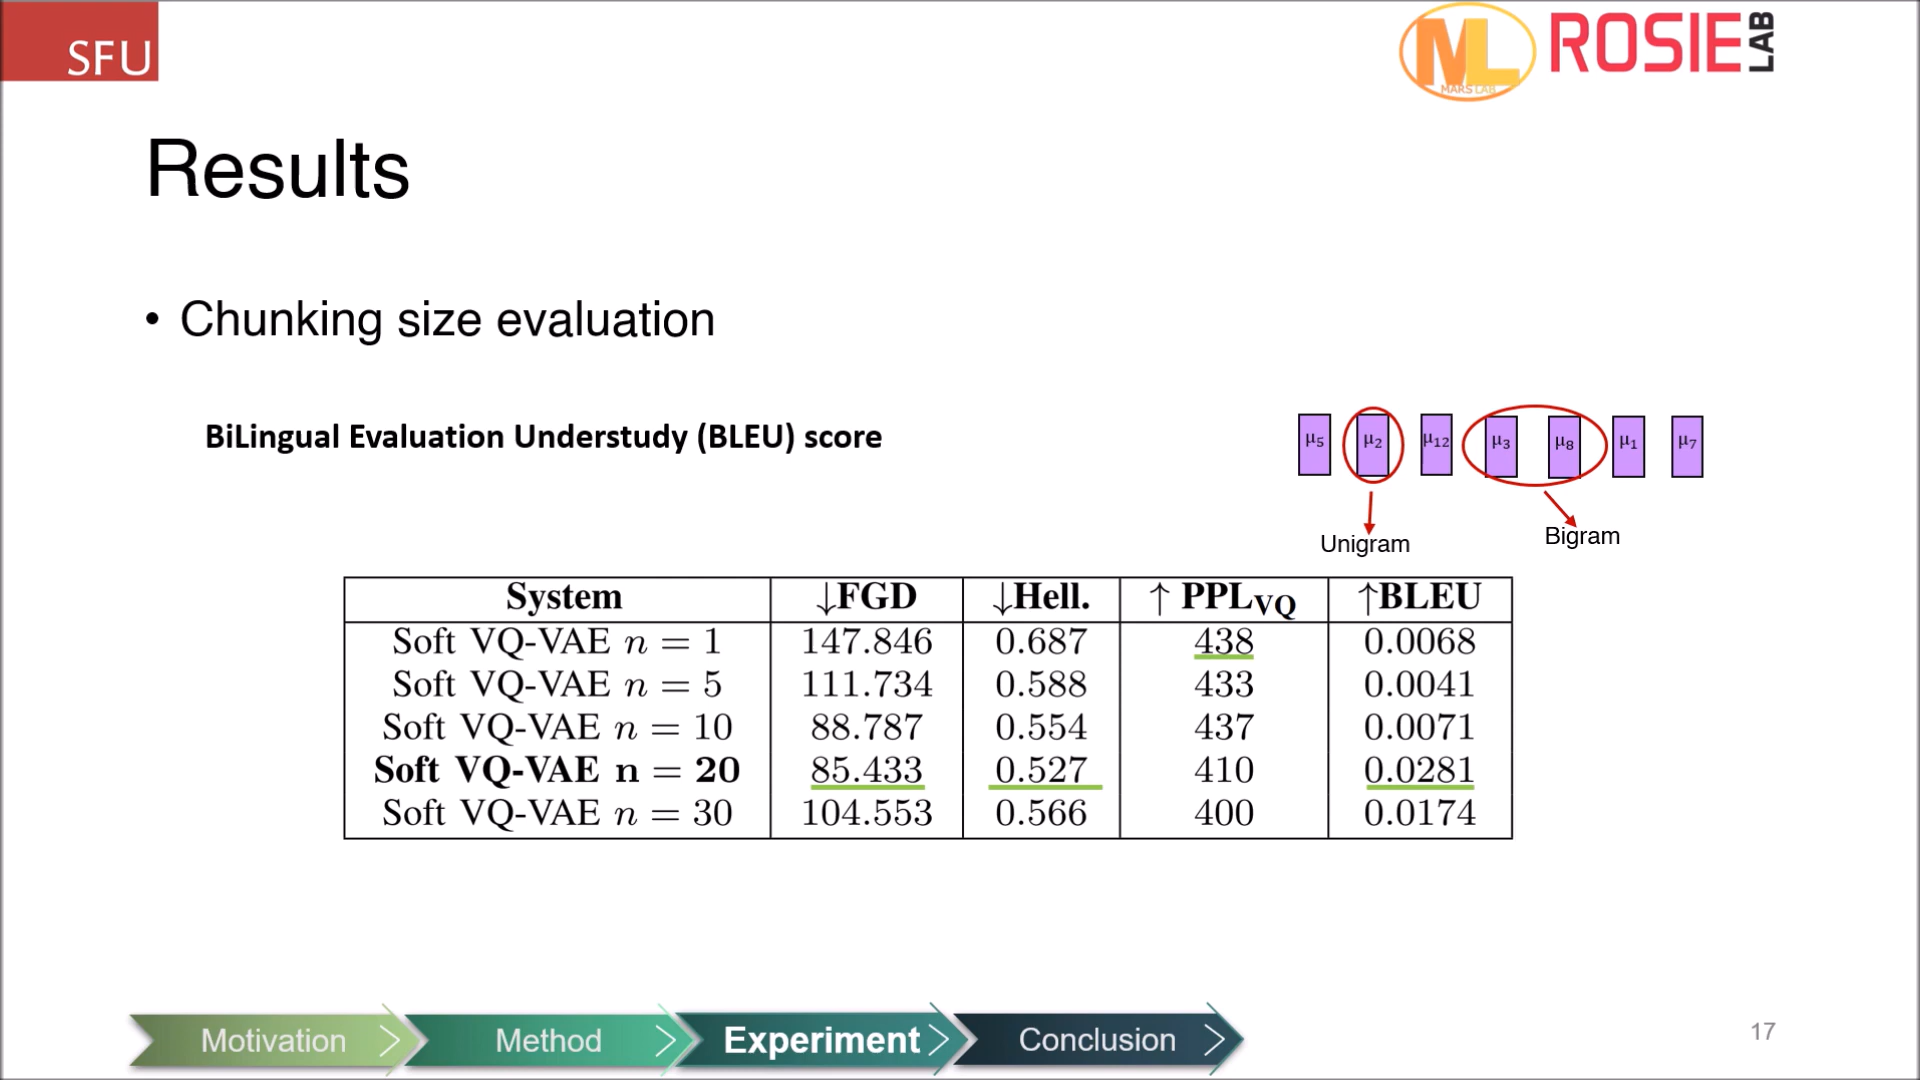 SFU
ML
MARS LAB
ROSIE LAB
Results
• Chunking size evaluation
BiLingual Evaluation Understudy (BLEU) score
μ5 μ2 μ12 μ3 μ8 μ1 μ7
Unigram Bigram
System ↓FGD ↓Hell. ↑ PPLVQ ↑BLEU
Soft VQ-VAE n = 1 147.846 0.687 438 0.0068
Soft VQ-VAE n = 5 111.734 0.588 433 0.0041
Soft VQ-VAE n = 10 88.787 0.554 437 0.0071
Soft VQ-VAE n = 20 85.433 0.527 410 0.0281
Soft VQ-VAE n = 30 104.553 0.566 400 0.0174
Motivation Method Experiment Conclusion
17